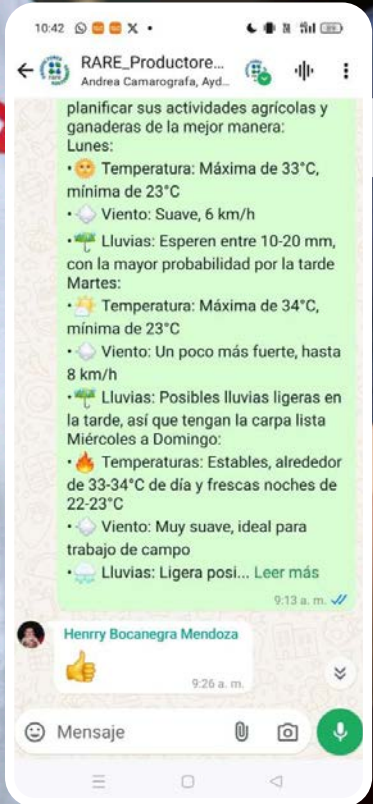 10:42
RARE_Productore...
Andrea Camarografa, Ayd...
planificar sus actividades agrícolas y
ganaderas de la mejor manera:
Lunes:
• 🌝 Temperatura: Máxima de 33°C,
mínima de 23°C
• Viento: Suave, 6 km/h
• ☔ Lluvias: Esperen entre 10-20 mm,
con la mayor probabilidad por la tarde
Martes:
• 🌤️ Temperatura: Máxima de 34°C,
mínima de 23°C
• Viento: Un poco más fuerte, hasta
8 km/h
• ☔ Lluvias: Posibles lluvias ligeras en
la tarde, así que tengan la carpa lista
Miércoles a Domingo:
• 🔥 Temperaturas: Estables, alrededor
de 33-34°C de día y frescas noches de
22-23°C
• Viento: Muy suave, ideal para
trabajo de campo
• 🌧️ Lluvias: Ligera posi... Leer más
9:13 a. m.
Henrry Bocanegra Mendoza
👍
9:26 a. m.
Mensaje